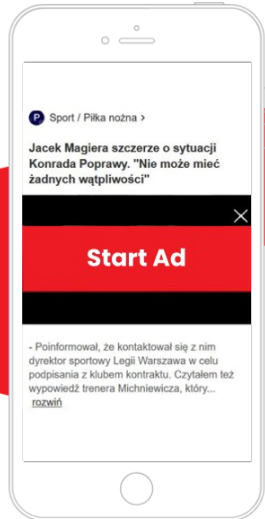 P Sport / Piłka nożna >
Jacek Magiera szczerze o sytuacji
Konrada Poprawy. "Nie może mieć
żadnych wątpliwości"
Start Ad
- Poinformował, że kontaktował się z nim
dyrektor sportowy Legii Warszawa w celu
podpisania z klubem kontraktu. Czytałem też
wypowiedź trenera Michniewicza, który...
rozwiń